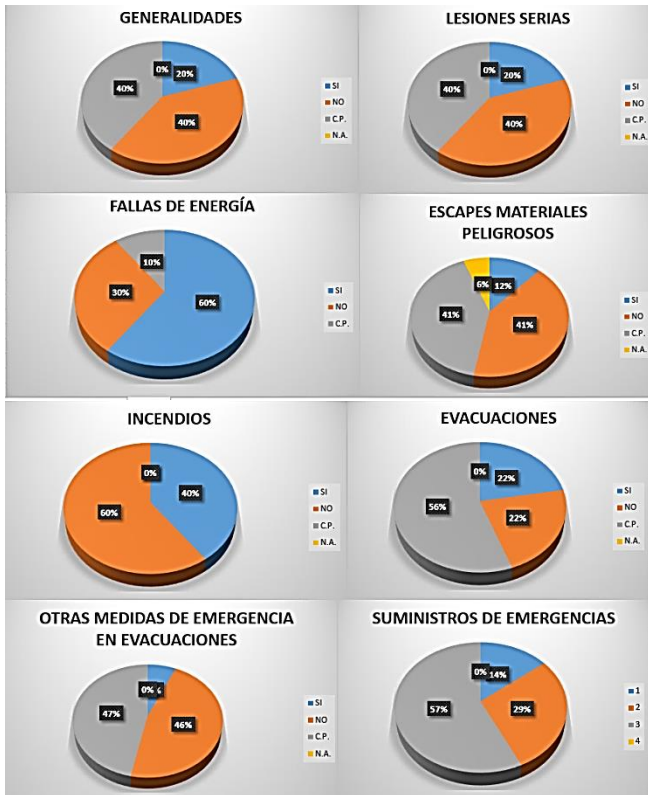 GENERALIDADES
0%
20%
40%
40%
SI
NO
C.P.
N.A.
LESIONES SERIAS
0%
20%
40%
40%
SI
NO
C.P.
N.A.
FALLAS DE ENERGÍA
10%
30%
60%
SI
NO
C.P.
ESCAPES MATERIALES
PELIGROSOS
6%
12%
41%
41%
SI
NO
C.P.
N.A.
INCENDIOS
0%
40%
60%
SI
NO
C.P.
N.A.
EVACUACIONES
0%
22%
56%
22%
SI
NO
C.P.
N.A.
OTRAS MEDIDAS DE EMERGENCIA
EN EVACUACIONES
0%
47%
46%
SI
NO
C.P.
N.A.
SUMINISTROS DE EMERGENCIAS
0%
14%
57%
29%
1
2
3
4